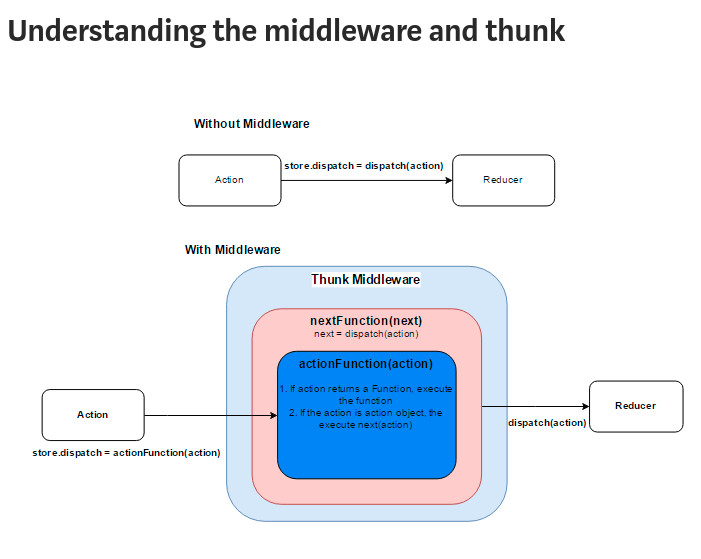 Understanding the middleware and thunk
Without Middleware
Action
store.dispatch = dispatch(action)
Reducer
With Middleware
Thunk Middleware
nextFunction(next)
next = dispatch(action)
actionFunction(action)
1. If action returns a Function, execute
the function
2. If the action is action object, the
execute next(action)
Action
store.dispatch = actionFunction(action)
dispatch(action)
Reducer